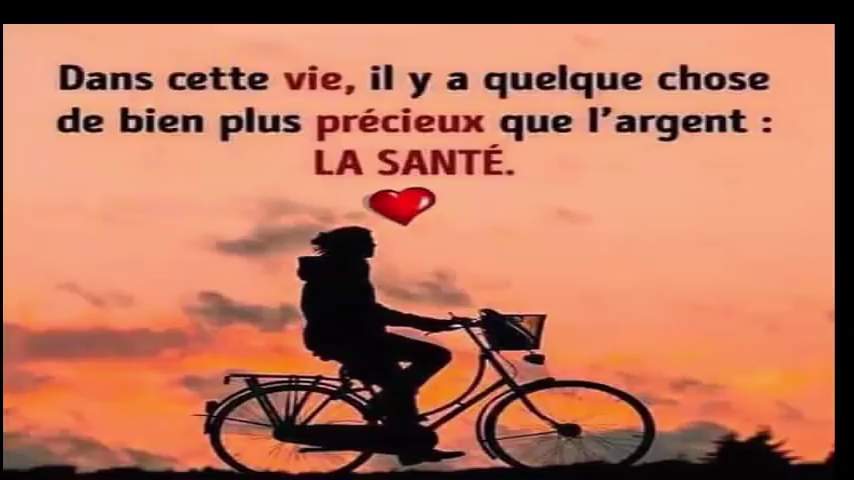 Dans cette vie, il y a quelque chose
de bien plus précieux que l'argent :
LA SANTÉ.